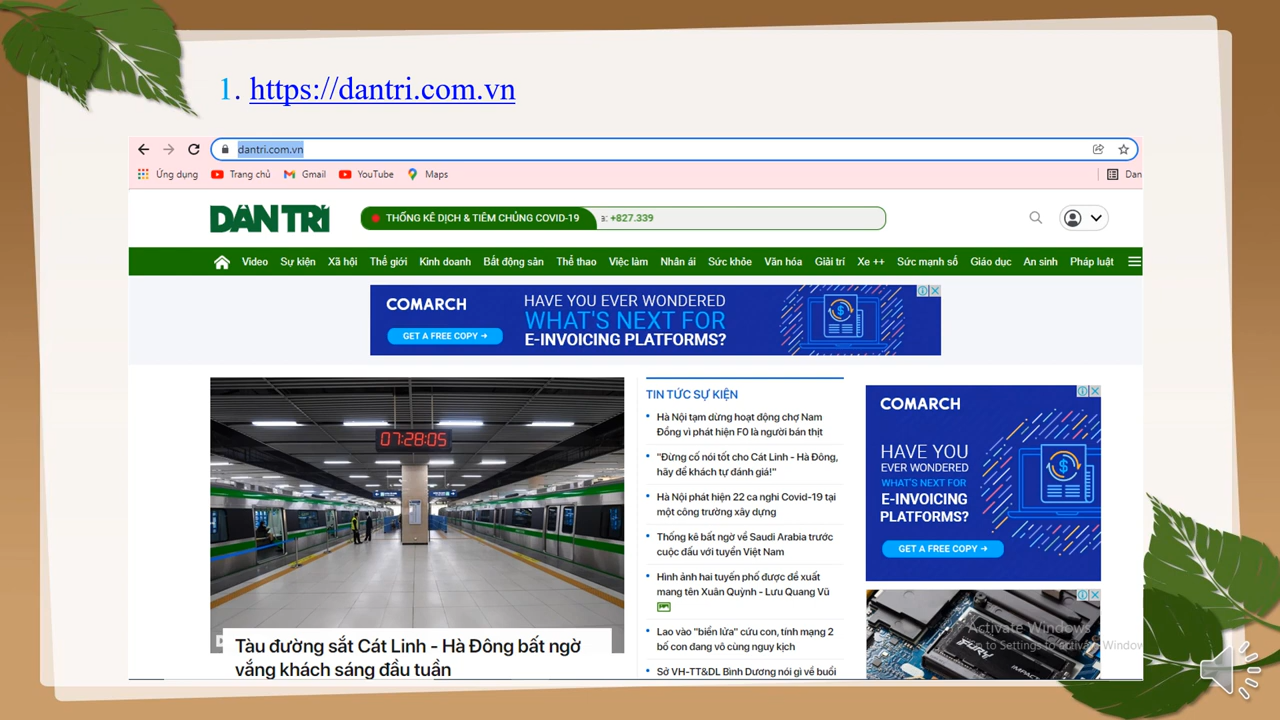 1. https://dantri.com.vn
dantri.com.vn
Ứng dụng Trang chủ Gmail YouTube Maps Dan
DÂN TRÍ
THỐNG KÊ DỊCH & TIÊM CHỦNG COVID-19 a: +827.339
Video Sự kiện Xã hội Thế giới Kinh doanh Bất động sản Thể thao Việc làm Nhân ái Sức khỏe Văn hóa Giải trí Xe ++ Sức mạnh số Giáo dục An sinh Pháp luật
COMARCH
GET A FREE COPY →
HAVE YOU EVER WONDERED
WHAT'S NEXT FOR
E-INVOICING PLATFORMS?
07:28:05
Tàu đường sắt Cát Linh - Hà Đông bất ngờ
vắng khách sáng đầu tuần
TIN TỨC SỰ KIỆN
Hà Nội tạm dừng hoạt động chợ Nam
Đồng vì phát hiện F0 là người bán thịt
"Đừng cố nói tốt cho Cát Linh - Hà Đông,
hãy để khách tự đánh giá!"
Hà Nội phát hiện 22 ca nghi Covid-19 tại
một công trường xây dựng
Thống kê bất ngờ về Saudi Arabia trước
cuộc đấu với tuyển Việt Nam
Hình ảnh hai tuyến phố được đề xuất
mang tên Xuân Quỳnh - Lưu Quang Vũ
Lao vào "biển lửa" cứu con, tính mạng 2
bố con đang vô cùng nguy kịch
Sở VH-TT&DL Bình Dương nói gì về buổi
COMARCH
HAVE YOU
EVER WONDERED
WHAT'S NEXT FOR
E-INVOICING
PLATFORMS?
GET A FREE COPY →
FURY
IMPACT
Activate Windows
to Settings to activate Window